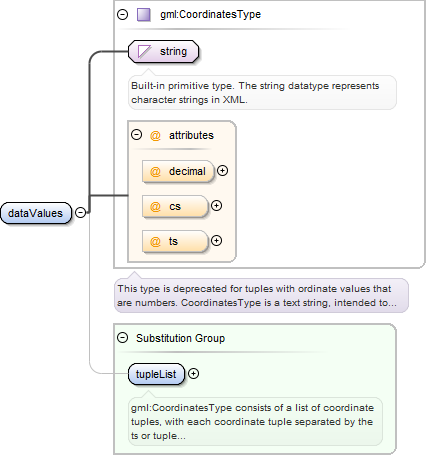 gml:CoordinatesType
string
Built-in primitive type. The string datatype represents
character strings in XML.
@ attributes
@ decimal
@ cs
@ ts
dataValues
This type is deprecated for tuples with ordinate values that
are numbers. CoordinatesType is a text string, intended to...
Substitution Group
tupleList
gml:CoordinatesType consists of a list of coordinate
tuples, with each coordinate tuple separated by the
ts or tuple...